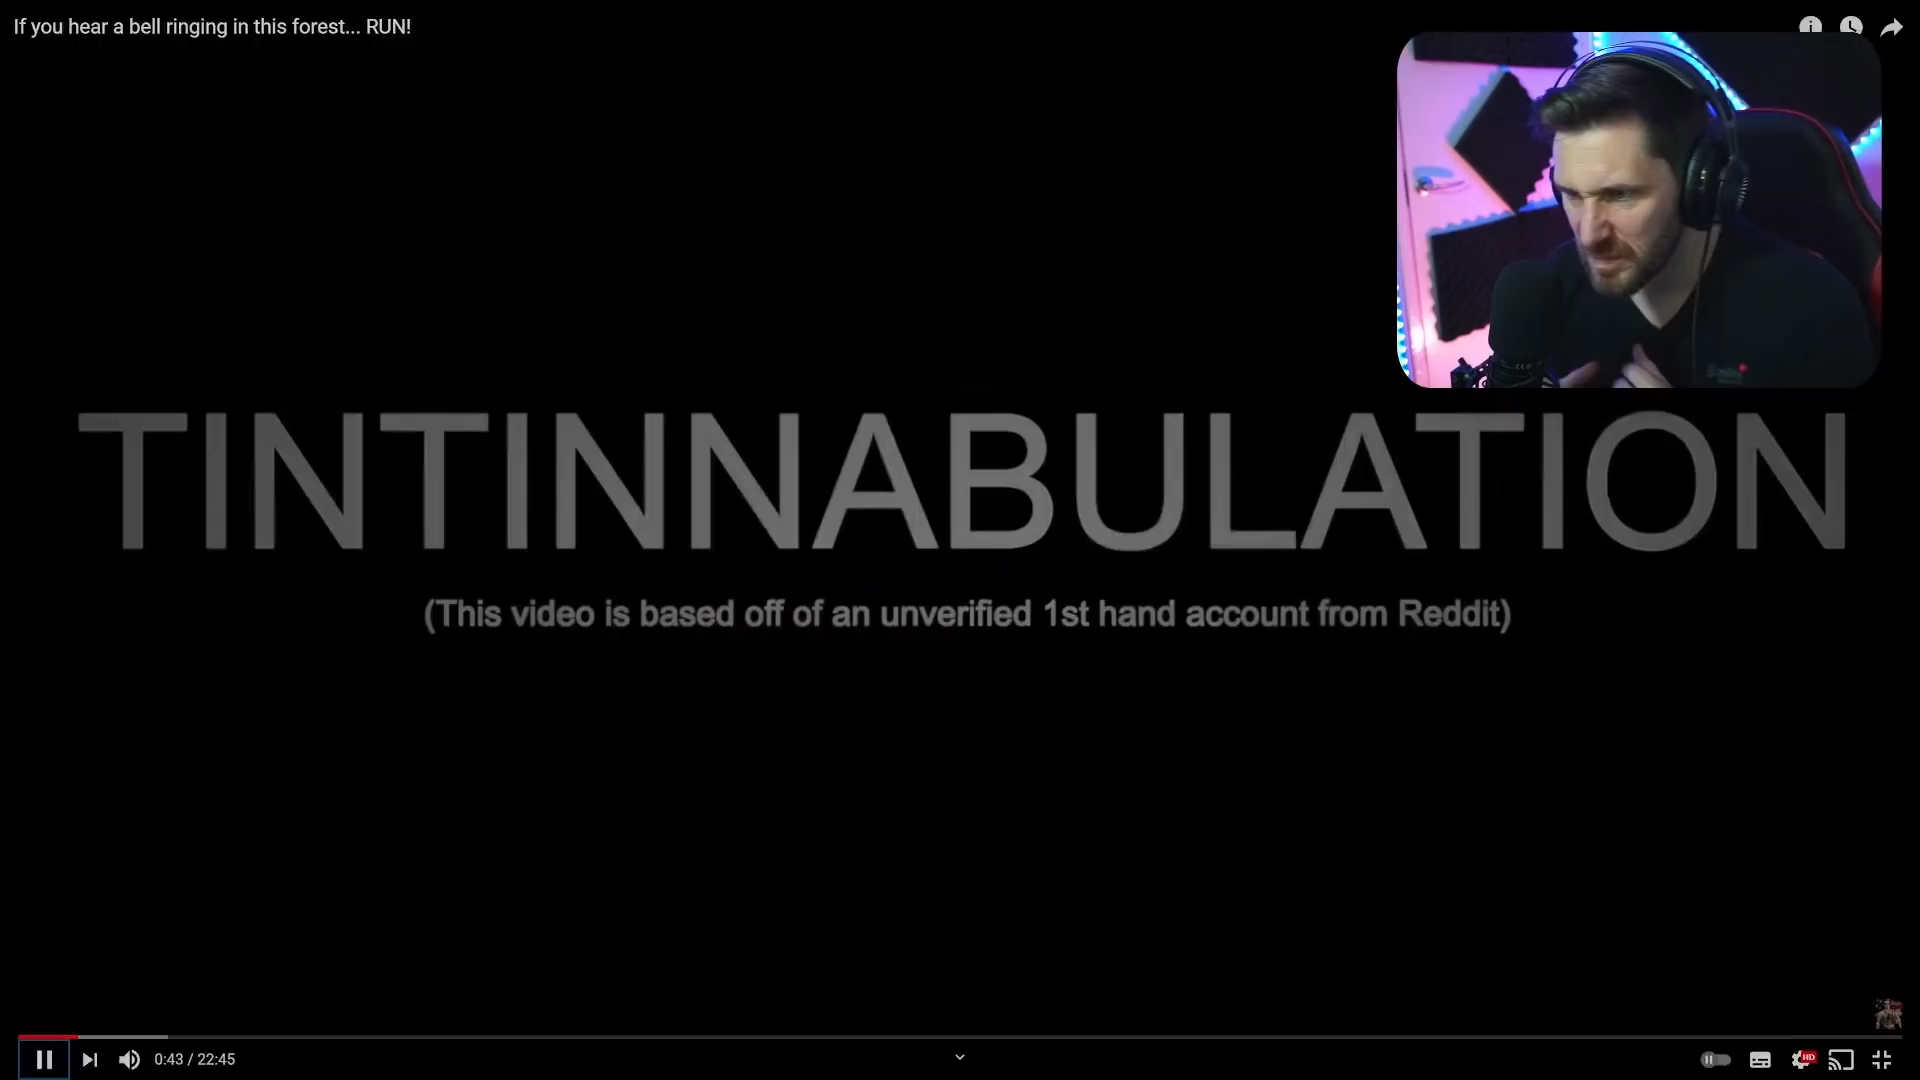 If you hear a bell ringing in this forest... RUN!
TINTINNABULATION
(This video is based off of an unverified 1st hand account from Reddit)
0:43 / 22:45
HD